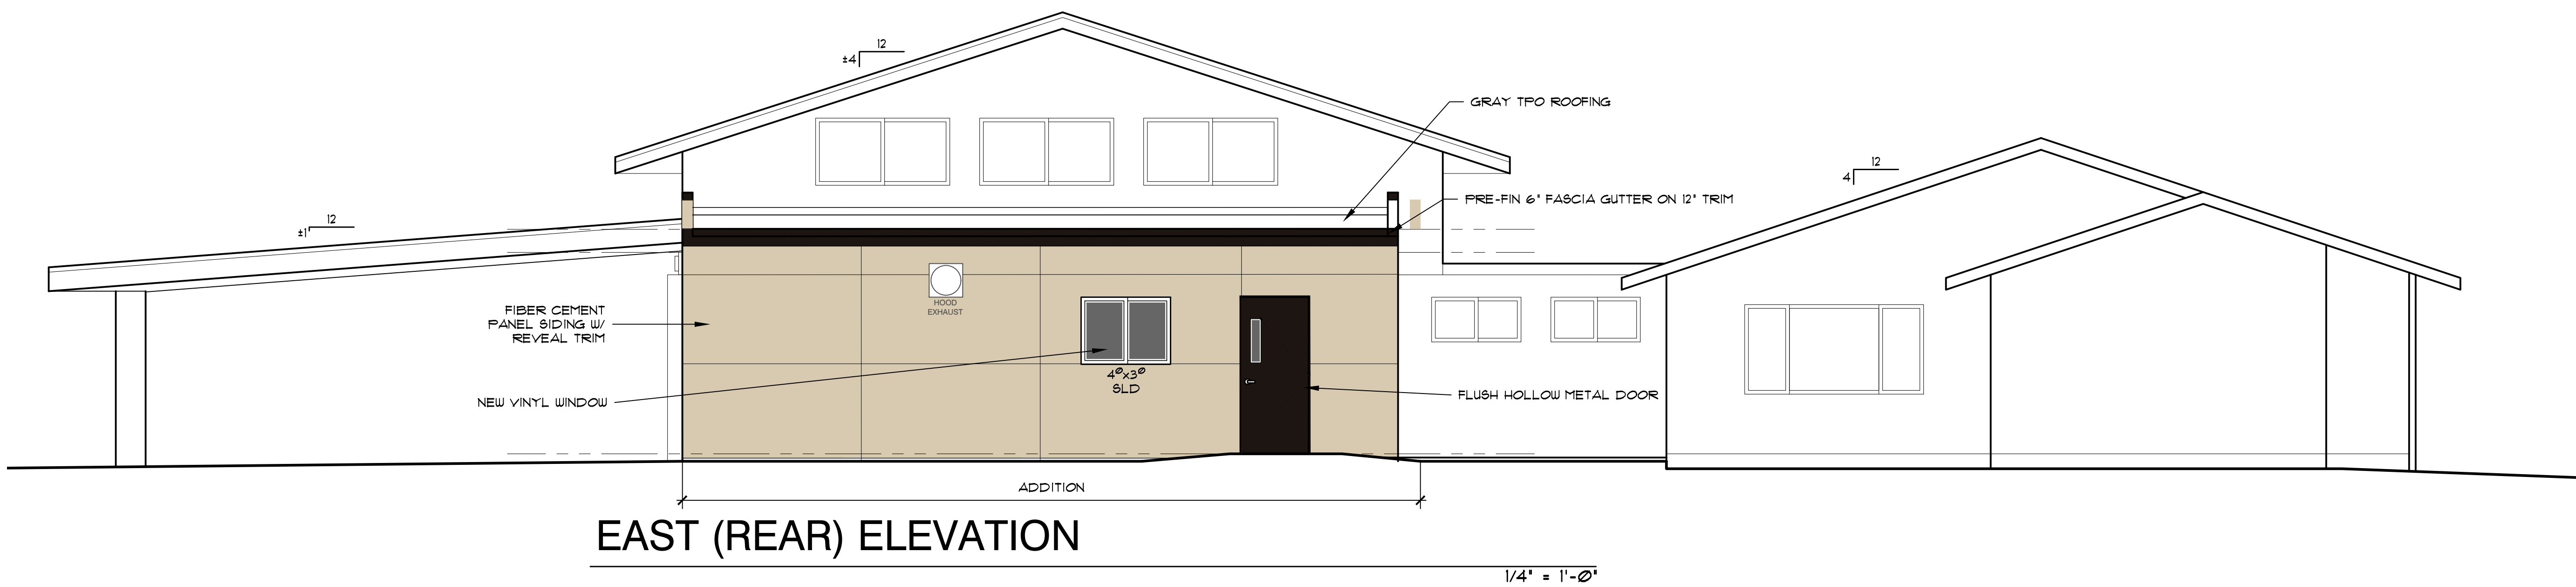 12
±4
GRAY TPO ROOFING
12
4
PRE-FIN 6" FASCIA GUTTER ON 12" TRIM
12
±1
HOOD
EXHAUST
FIBER CEMENT
PANEL SIDING W/
REVEAL TRIM
4⁰x3⁰
SLD
NEW VINYL WINDOW
FLUSH HOLLOW METAL DOOR
ADDITION
EAST (REAR) ELEVATION
1/4" = 1'-0"